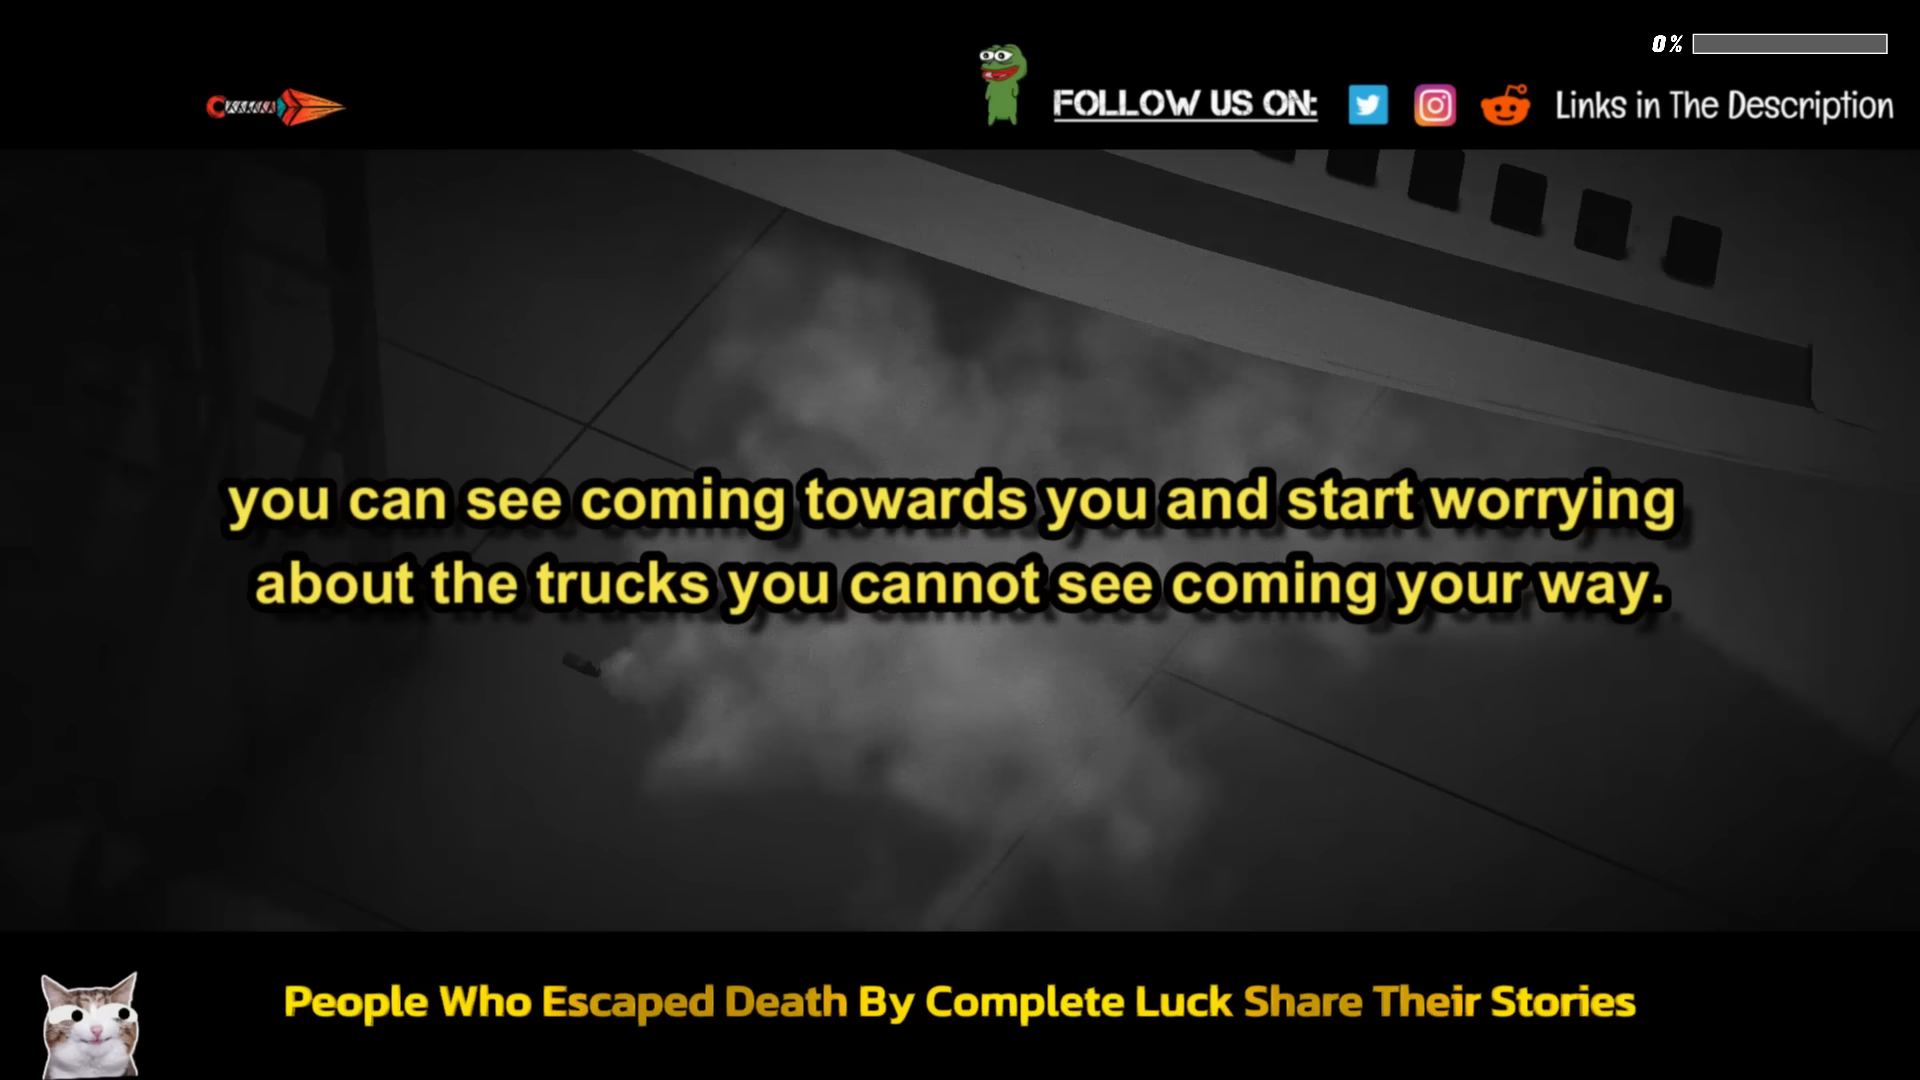 0%
FOLLOW US ON:
Links in The Description
you can see coming towards you and start worrying
about the trucks you cannot see coming your way.
People Who Escaped Death By Complete Luck Share Their Stories